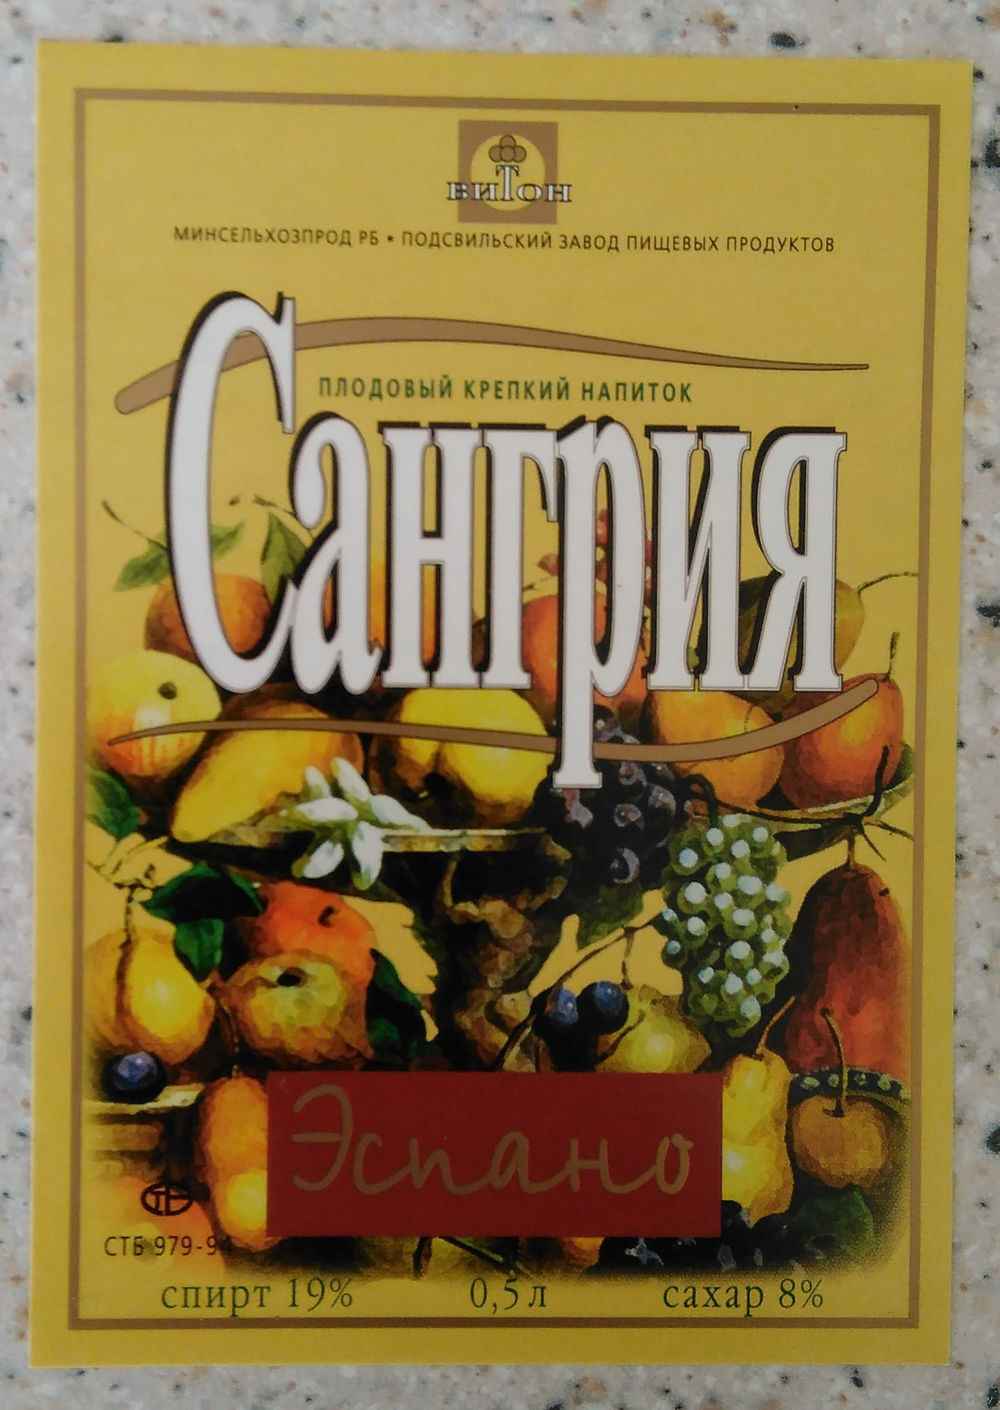 витон
МИНСЕЛЬХОЗПРОД РБ • ПОДСВИЛЬСКИЙ ЗАВОД ПИЩЕВЫХ ПРОДУКТОВ
ПЛОДОВЫЙ КРЕПКИЙ НАПИТОК
Сангрия
Эспано
СТБ 979-94
спирт 19% 0,5 л сахар 8%